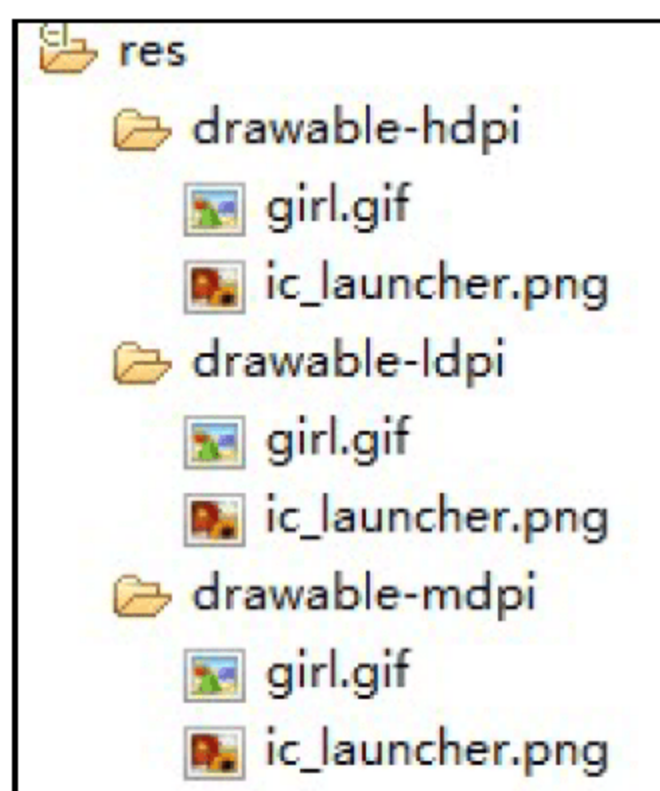 res
drawable-hdpi
girl.gif
ic_launcher.png
drawable-ldpi
girl.gif
ic_launcher.png
drawable-mdpi
girl.gif
ic_launcher.png